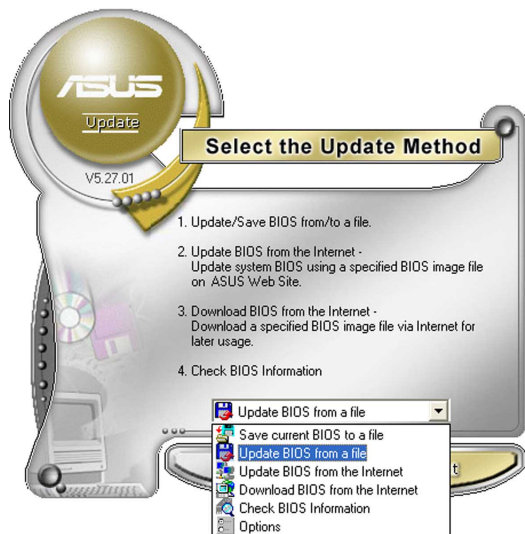 ASUS
Update
V5.27.01
Select the Update Method
1. Update/Save BIOS from/to a file.
2. Update BIOS from the Internet -
Update system BIOS using a specified BIOS image file
on ASUS Web Site.
3. Download BIOS from the Internet -
Download a specified BIOS image file via Internet for
later usage.
4. Check BIOS Information
Update BIOS from a file
Save current BIOS to a file
Update BIOS from a file
Update BIOS from the Internet
Download BIOS from the Internet
Check BIOS Information
Options